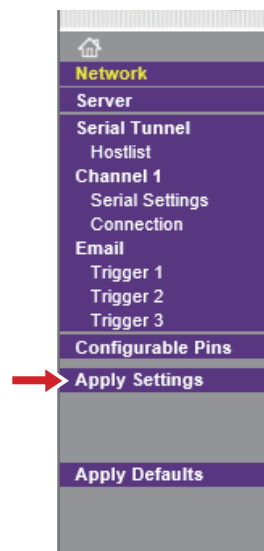 Network
Server
Serial Tunnel
Hostlist
Channel 1
Serial Settings
Connection
Email
Trigger 1
Trigger 2
Trigger 3
Configurable Pins
Apply Settings
Apply Defaults